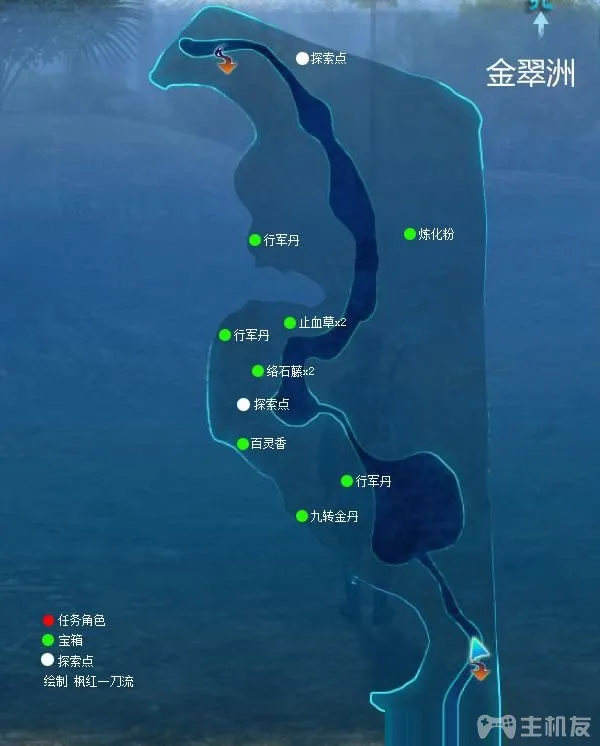 北
探索点
金翠洲
行军丹
炼化粉
止血草x2
行军丹
络石藤x2
探索点
百灵香
行军丹
九转金丹
任务角色
宝箱
探索点
绘制 枫红一刀流
主机友